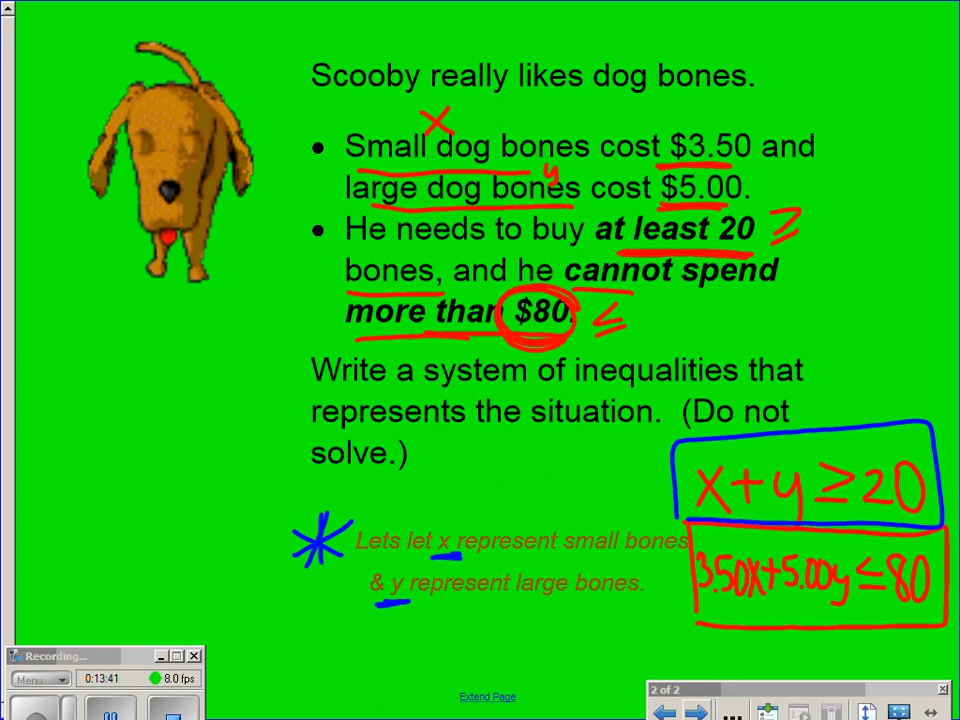 Scooby really likes dog bones.
x
• Small dog bones cost $3.50 and
y
large dog bones cost $5.00.
• He needs to buy at least 20 ≥
bones, and he cannot spend
more than $80. ≤
Write a system of inequalities that
represents the situation. (Do not
solve.)
x+y≥20
Lets let x represent small bones
3.50x+5.00y≤80
& y represent large bones.
Recording...
Menu
0:13:41
8.0 fps
Extend Page
2 of 2